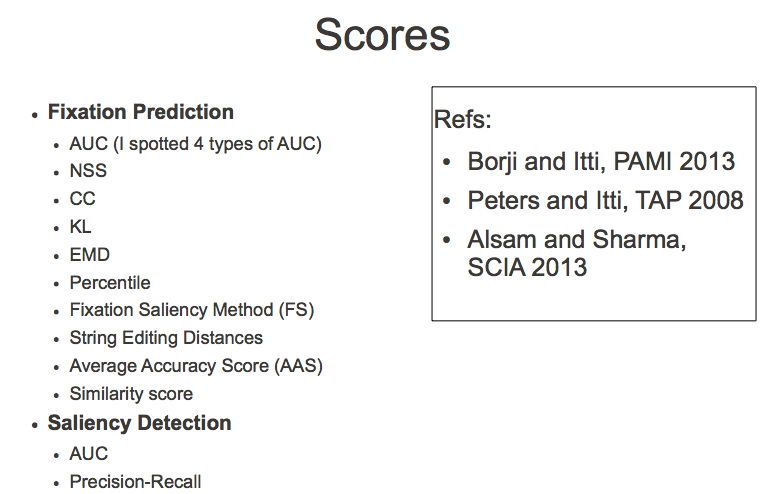 Scores
• Fixation Prediction
• AUC (I spotted 4 types of AUC)
• NSS
• CC
• KL
• EMD
• Percentile
• Fixation Saliency Method (FS)
• String Editing Distances
• Average Accuracy Score (AAS)
• Similarity score
• Saliency Detection
• AUC
• Precision-Recall
Refs:
• Borji and Itti, PAMI 2013
• Peters and Itti, TAP 2008
• Alsam and Sharma,
SCIA 2013